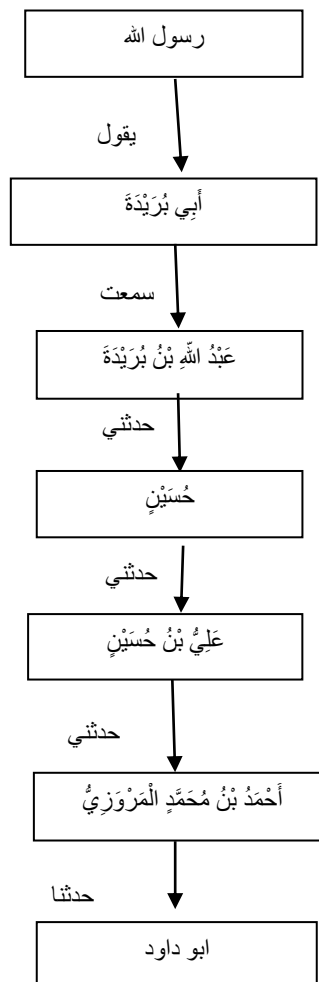 رسول الله
يقول
أَبِي بُرَيْدَةَ
سمعت
عَبْدُ اللَّهِ بْنُ بُرَيْدَةَ
حدثني
حُسَيْنٍ
حدثني
عَلِيُّ بْنُ حُسَيْنٍ
حدثني
أَحْمَدُ بْنُ مُحَمَّدٍ الْمَرْوَزِيُّ
حدثنا
ابو داود